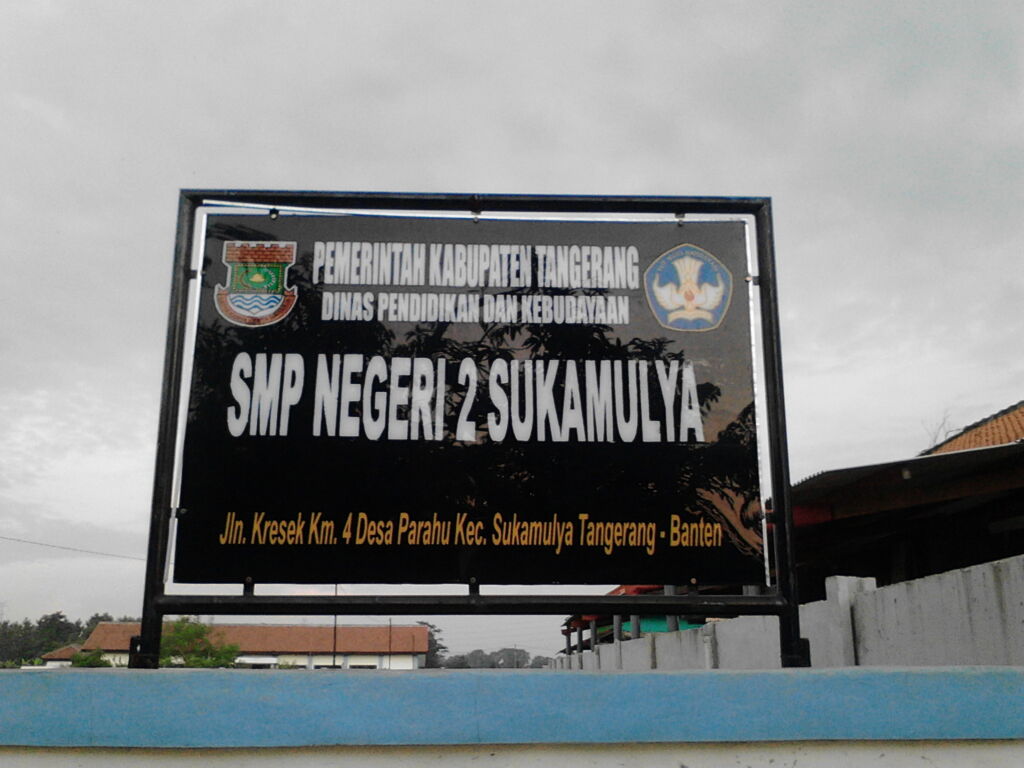 PEMERINTAH KABUPATEN TANGERANG
DINAS PENDIDIKAN DAN KEBUDAYAAN
SMP NEGERI 2 SUKAMULYA
Jln. Kresek Km. 4 Desa Parahu Kec. Sukamulya Tangerang - Banten